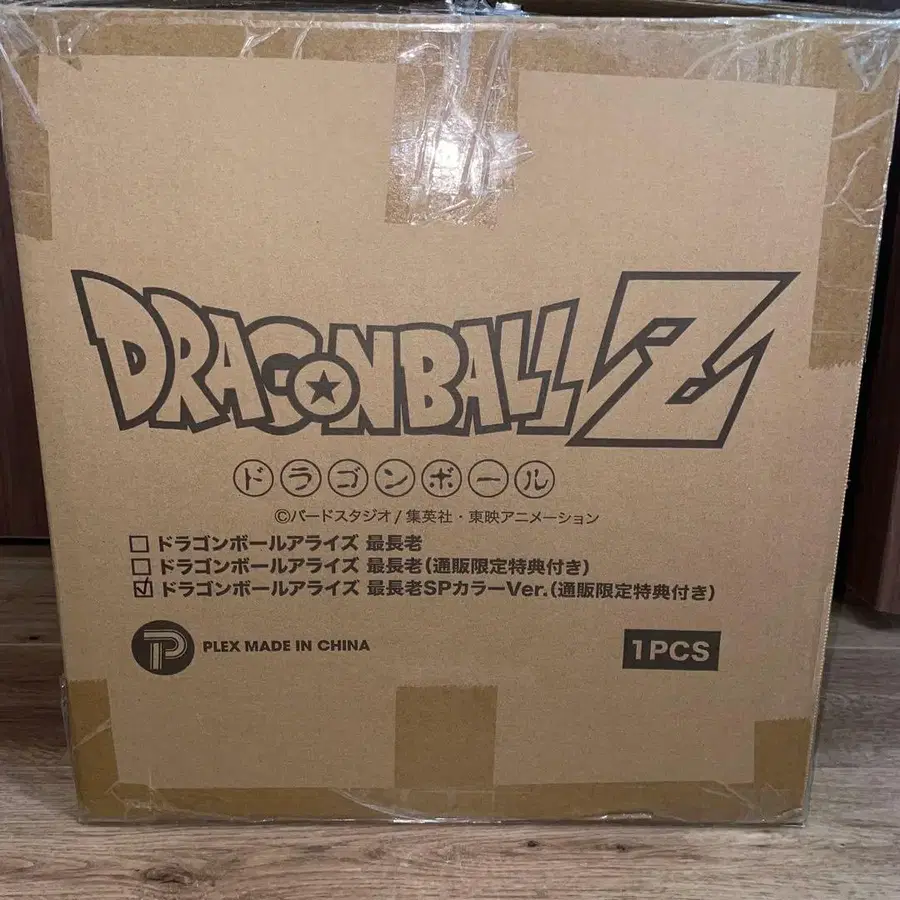 DRAGONBALL Z
ドラゴンボール
©バードスタジオ/集英社・東映アニメーション
☐ ドラゴンボールアライズ 最長老
☐ ドラゴンボールアライズ 最長老(通販限定特典付き)
☑ ドラゴンボールアライズ 最長老SPカラーVer.(通販限定特典付き)
P PLEX MADE IN CHINA
1PCS